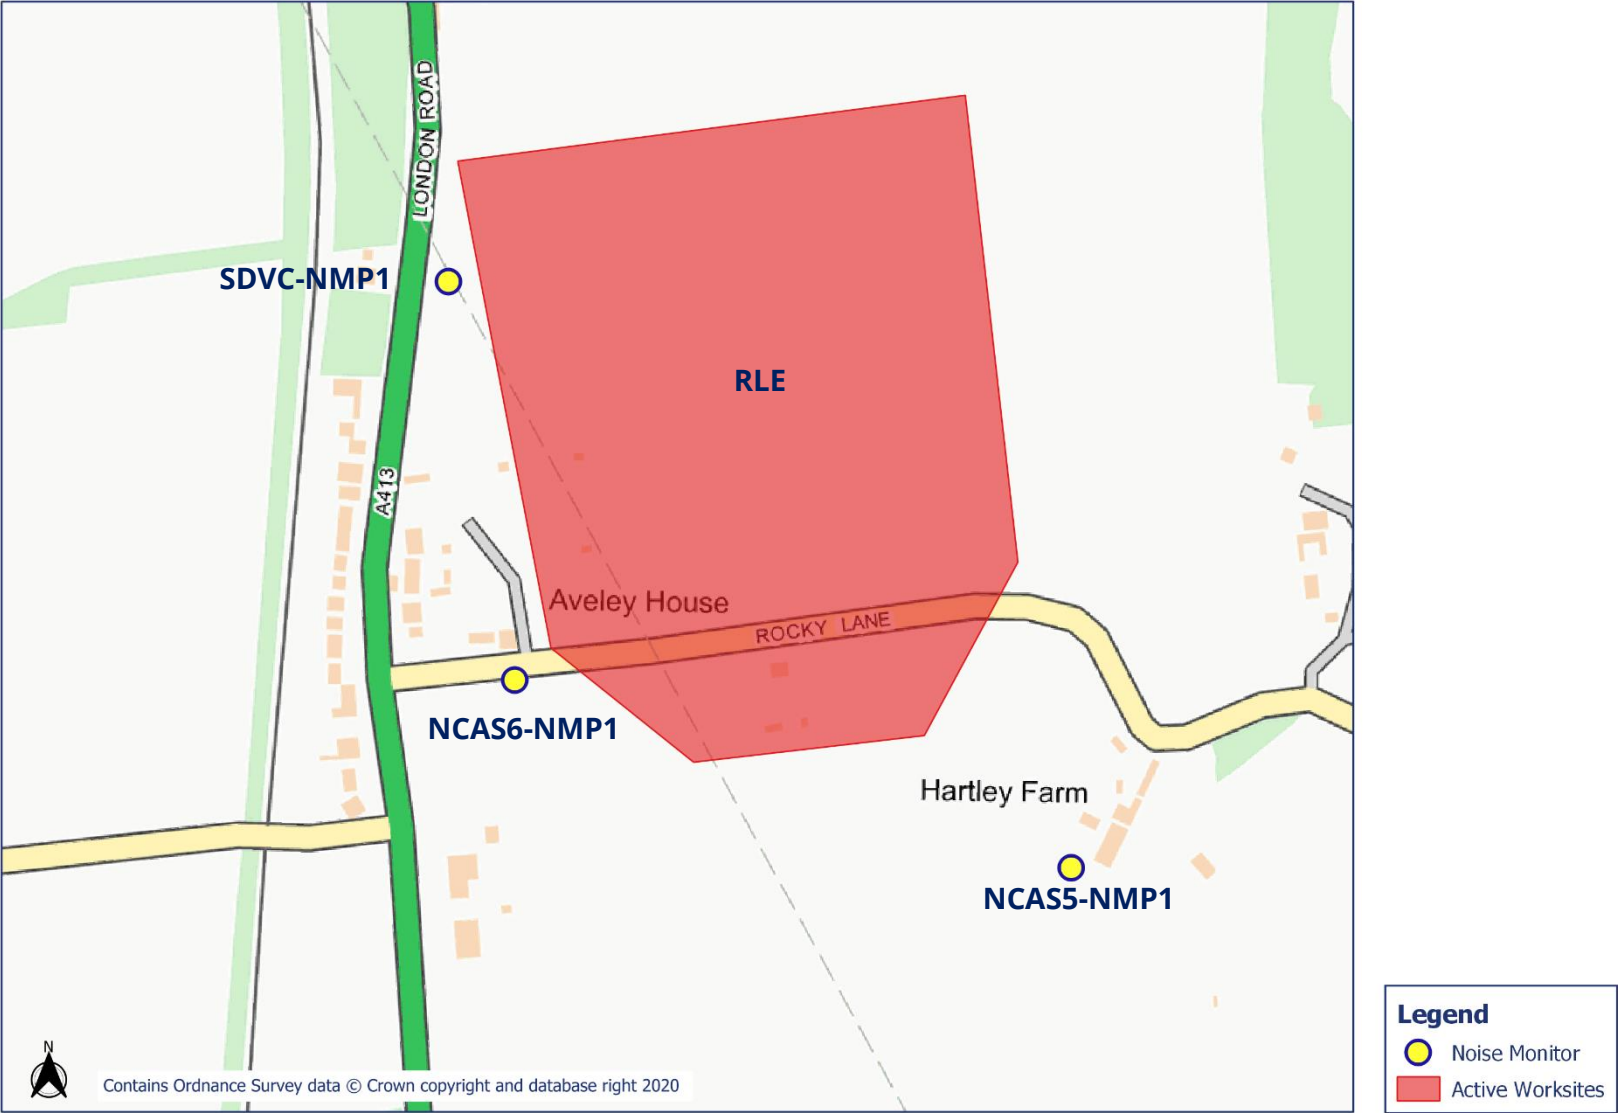 LONDON ROAD
SDVC-NMP1
RLE
A413
Aveley House
ROCKY LANE
NCAS6-NMP1
Hartley Farm
NCAS5-NMP1
N
Contains Ordnance Survey data © Crown copyright and database right 2020
Legend
Noise Monitor
Active Worksites